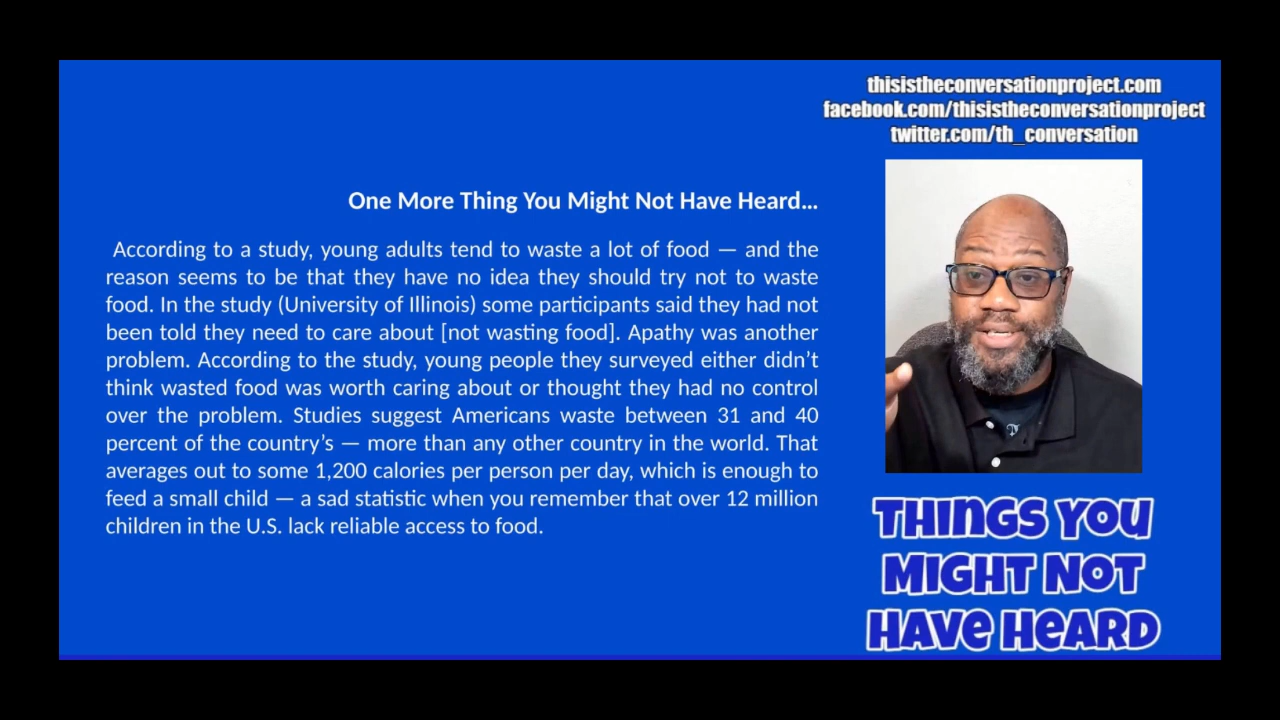 thisistheconversationproject.com
facebook.com/thisistheconversationproject
twitter.com/th_conversation
One More Thing You Might Not Have Heard...
According to a study, young adults tend to waste a lot of food — and the
reason seems to be that they have no idea they should try not to waste
food. In the study (University of Illinois) some participants said they had not
been told they need to care about [not wasting food]. Apathy was another
problem. According to the study, young people they surveyed either didn’t
think wasted food was worth caring about or thought they had no control
over the problem. Studies suggest Americans waste between 31 and 40
percent of the country’s — more than any other country in the world. That
averages out to some 1,200 calories per person per day, which is enough to
feed a small child — a sad statistic when you remember that over 12 million
children in the U.S. lack reliable access to food.
THINGS YOU
MIGHT NOT
HAVE HEARD